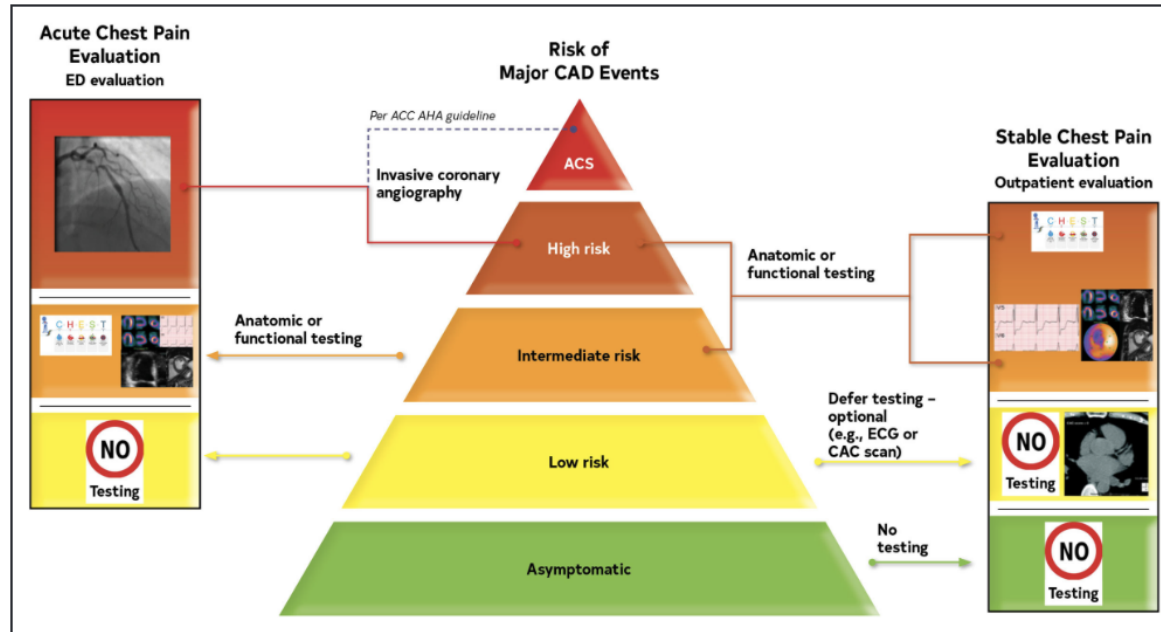 Acute Chest Pain
Evaluation
ED evaluation
Risk of
Major CAD Events
Per ACC AHA guideline
ACS
Invasive coronary
angiography
Stable Chest Pain
Evaluation
Outpatient evaluation
C H E S T
High risk
Anatomic or
functional testing
C H E S T
Anatomic or
functional testing
Intermediate risk
Defer testing –
optional
(e.g., ECG or
CAC scan)
NO
Testing
Low risk
NO
Testing
No
testing
Asymptomatic
NO
Testing